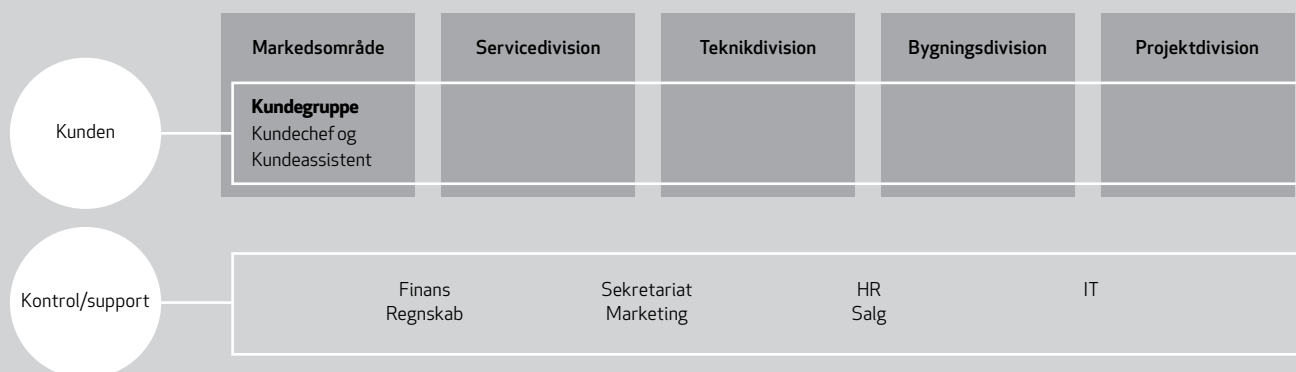 Markedsområde
Servicedivision
Teknikdivision
Bygningsdivision
Projektdivision
Kunden
Kundegruppe
Kundechef og
Kundeassistent
Kontrol/support
Finans
Regnskab
Sekretariat
Marketing
HR
Salg
IT